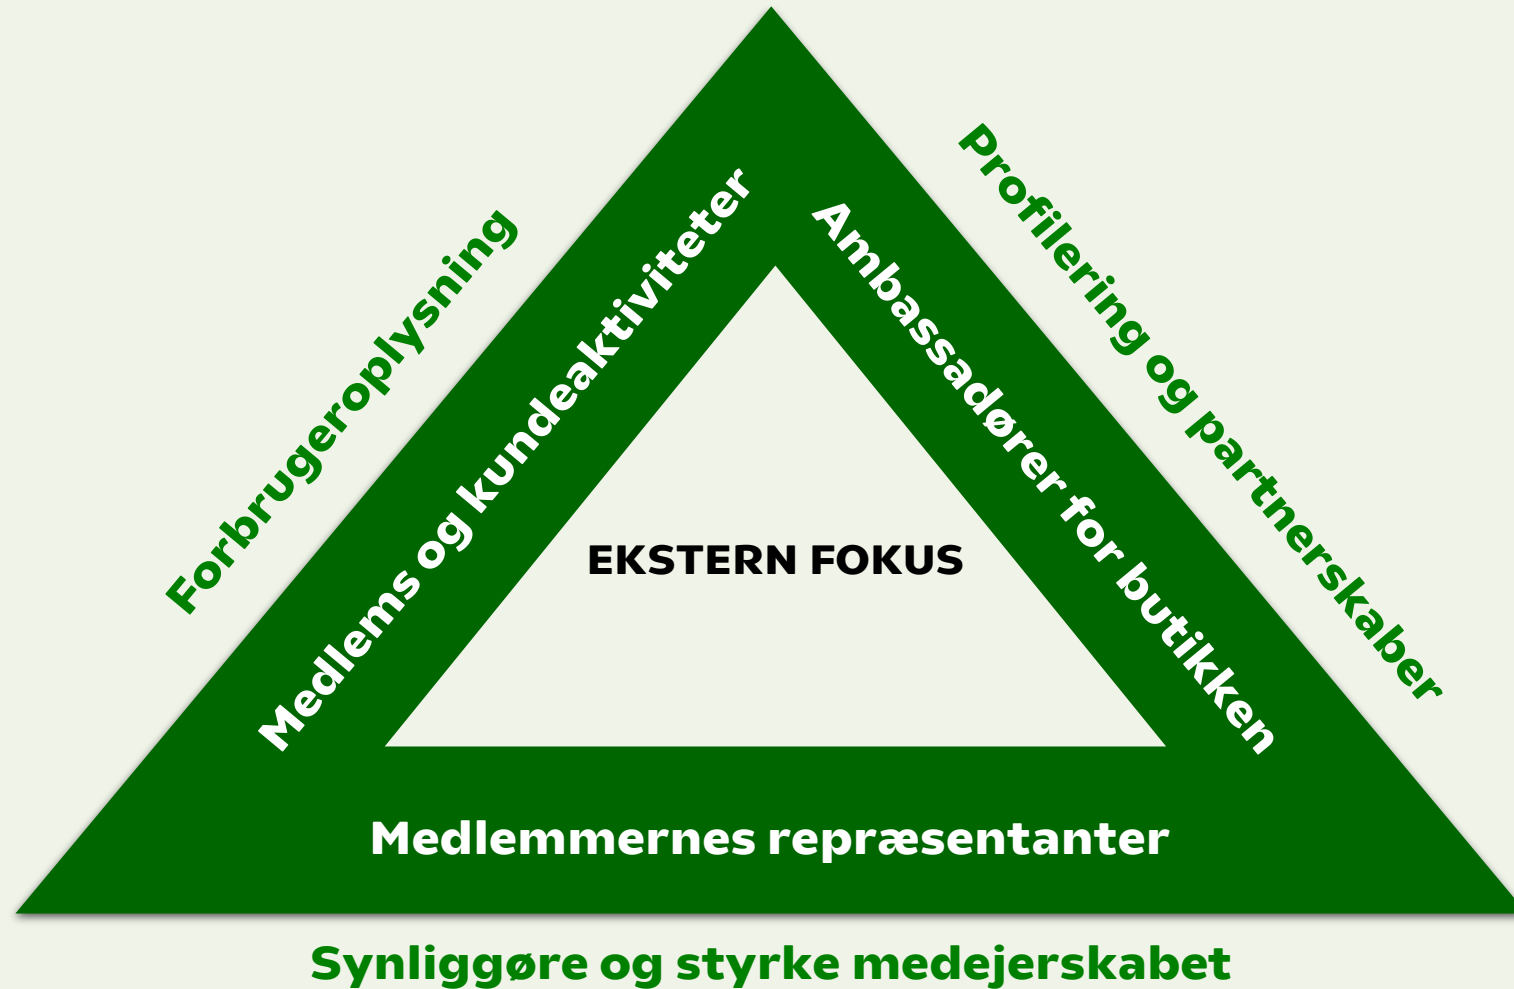 Forbrugeroplysning
Medlems og kundeaktiviteter
Ambassadører for butikken
Profilering og partnerskaber
EKSTERN FOKUS
Medlemmernes repræsentanter
Synliggøre og styrke medejerskabet